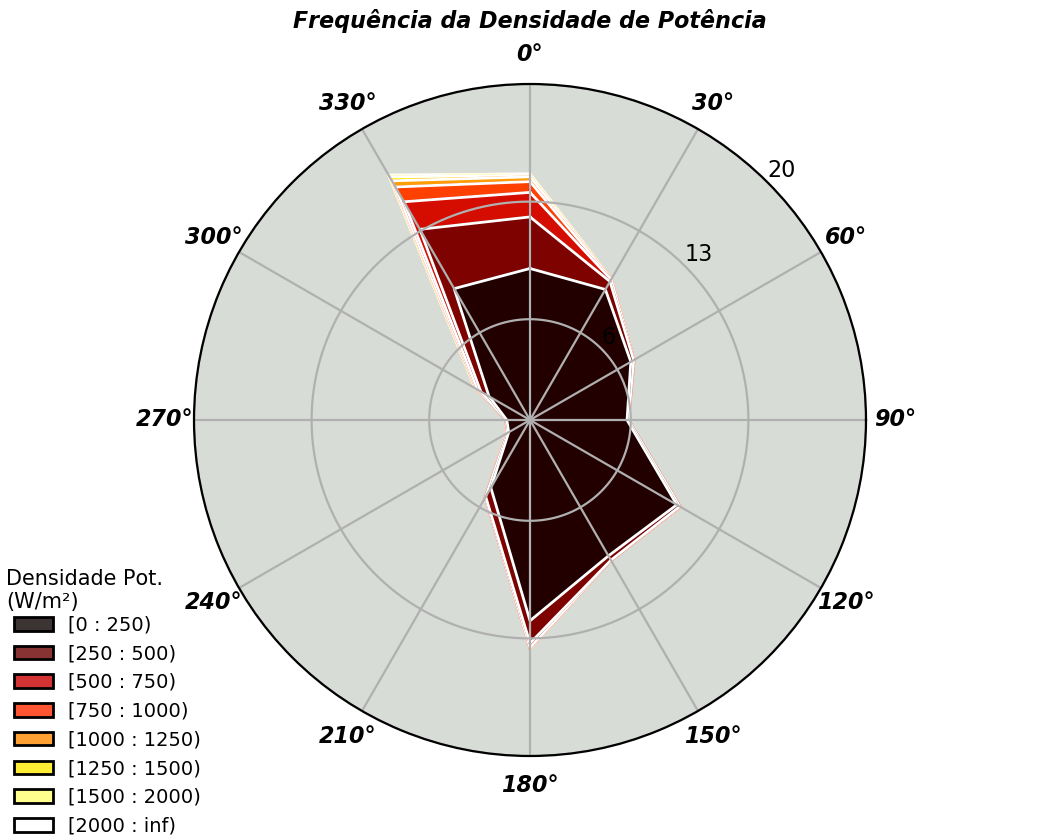 Frequência da Densidade de Potência
0°
330°
30°
20
300°
60°
13
6
270°
90°
240°
120°
210°
150°
180°
Densidade Pot.
(W/m²)
[0 : 250)
[250 : 500)
[500 : 750)
[750 : 1000)
[1000 : 1250)
[1250 : 1500)
[1500 : 2000)
[2000 : inf)